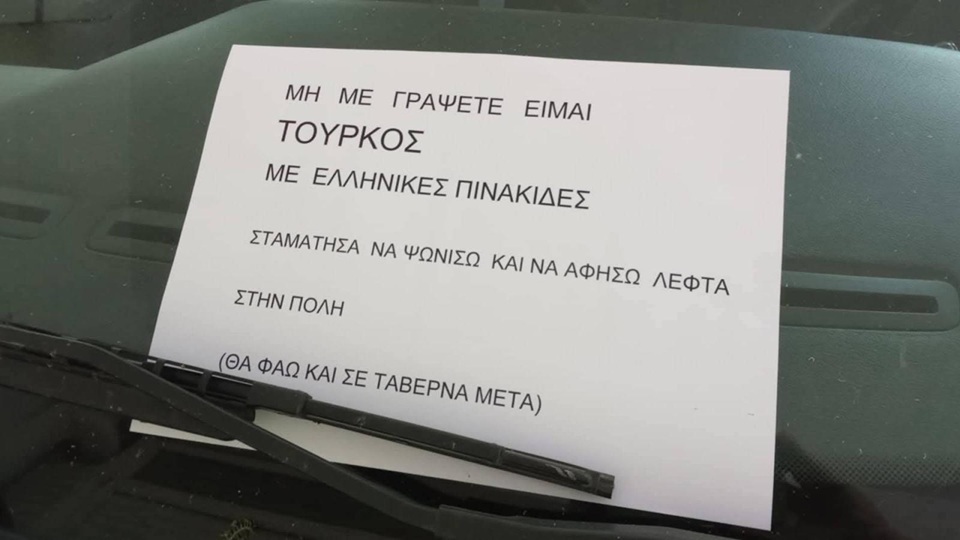 ΜΗ ΜΕ ΓΡΑΨΕΤΕ ΕΙΜΑΙ
ΤΟΥΡΚΟΣ
ΜΕ ΕΛΛΗΝΙΚΕΣ ΠΙΝΑΚΙΔΕΣ
ΣΤΑΜΑΤΗΣΑ ΝΑ ΨΩΝΙΣΩ ΚΑΙ ΝΑ ΑΦΗΣΩ ΛΕΦΤΑ
ΣΤΗΝ ΠΟΛΗ
(ΘΑ ΦΑΩ ΚΑΙ ΣΕ ΤΑΒΕΡΝΑ ΜΕΤΑ)